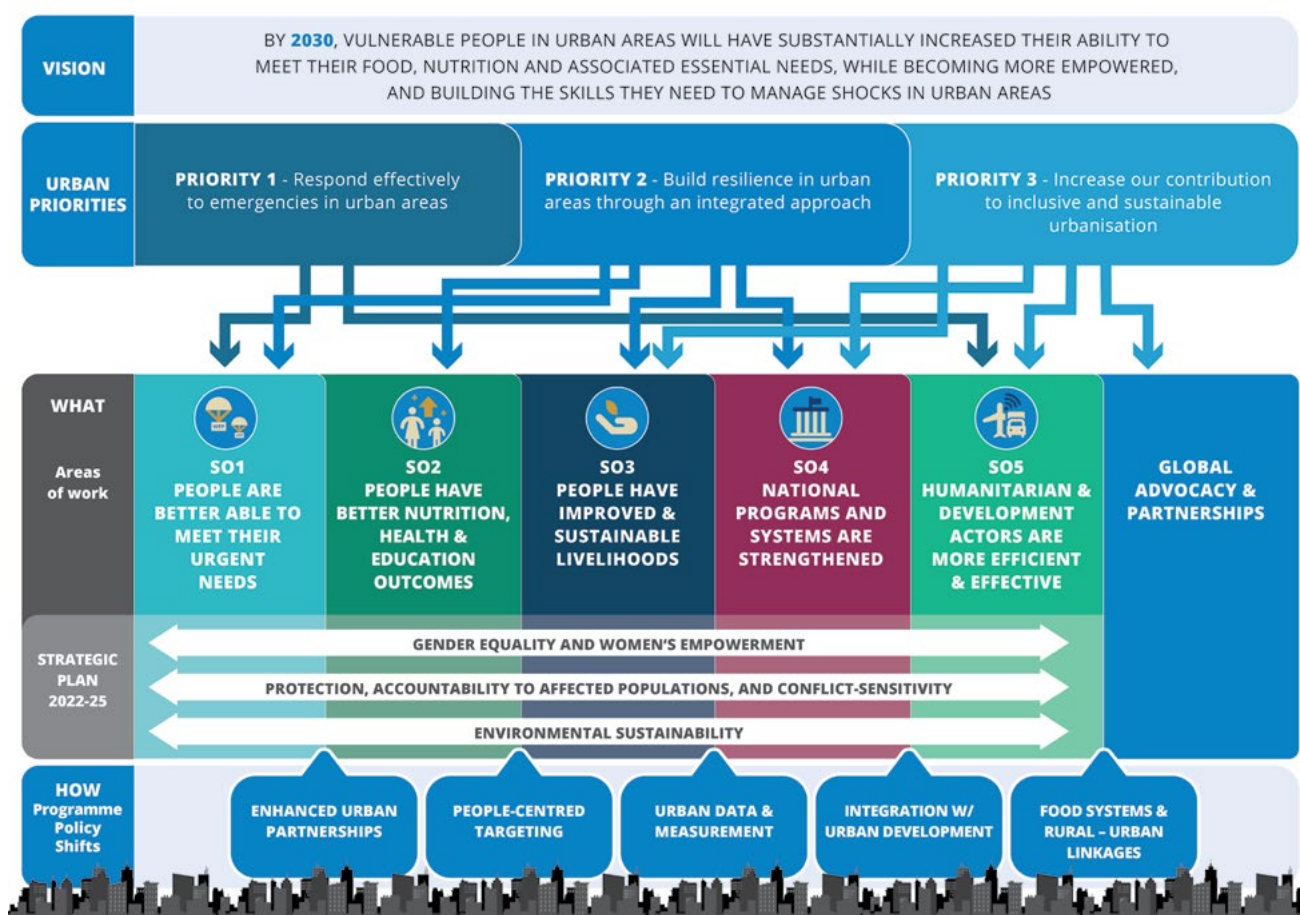 VISION
BY 2030, VULNERABLE PEOPLE IN URBAN AREAS WILL HAVE SUBSTANTIALLY INCREASED THEIR ABILITY TO
MEET THEIR FOOD, NUTRITION AND ASSOCIATED ESSENTIAL NEEDS, WHILE BECOMING MORE EMPOWERED,
AND BUILDING THE SKILLS THEY NEED TO MANAGE SHOCKS IN URBAN AREAS
URBAN
PRIORITIES
PRIORITY 1 - Respond effectively
to emergencies in urban areas
PRIORITY 2 - Build resilience in urban
areas through an integrated approach
PRIORITY 3 - Increase our contribution
to inclusive and sustainable
urbanisation
WHAT
Areas
of work
SO1
PEOPLE ARE
BETTER ABLE TO
MEET THEIR
URGENT
NEEDS
SO2
PEOPLE HAVE
BETTER NUTRITION,
HEALTH &
EDUCATION
OUTCOMES
SO3
PEOPLE HAVE
IMPROVED &
SUSTAINABLE
LIVELIHOODS
SO4
NATIONAL
PROGRAMS AND
SYSTEMS ARE
STRENGTHENED
SO5
HUMANITARIAN &
DEVELOPMENT
ACTORS ARE
MORE EFFICIENT
& EFFECTIVE
GLOBAL
ADVOCACY &
PARTNERSHIPS
STRATEGIC
PLAN
2022-25
GENDER EQUALITY AND WOMEN'S EMPOWERMENT
PROTECTION, ACCOUNTABILITY TO AFFECTED POPULATIONS, AND CONFLICT-SENSITIVITY
ENVIRONMENTAL SUSTAINABILITY
HOW
Programme
Policy
Shifts
ENHANCED URBAN
PARTNERSHIPS
PEOPLE-CENTRED
TARGETING
URBAN DATA &
MEASUREMENT
INTEGRATION W/
URBAN DEVELOPMENT
FOOD SYSTEMS &
RURAL – URBAN
LINKAGES